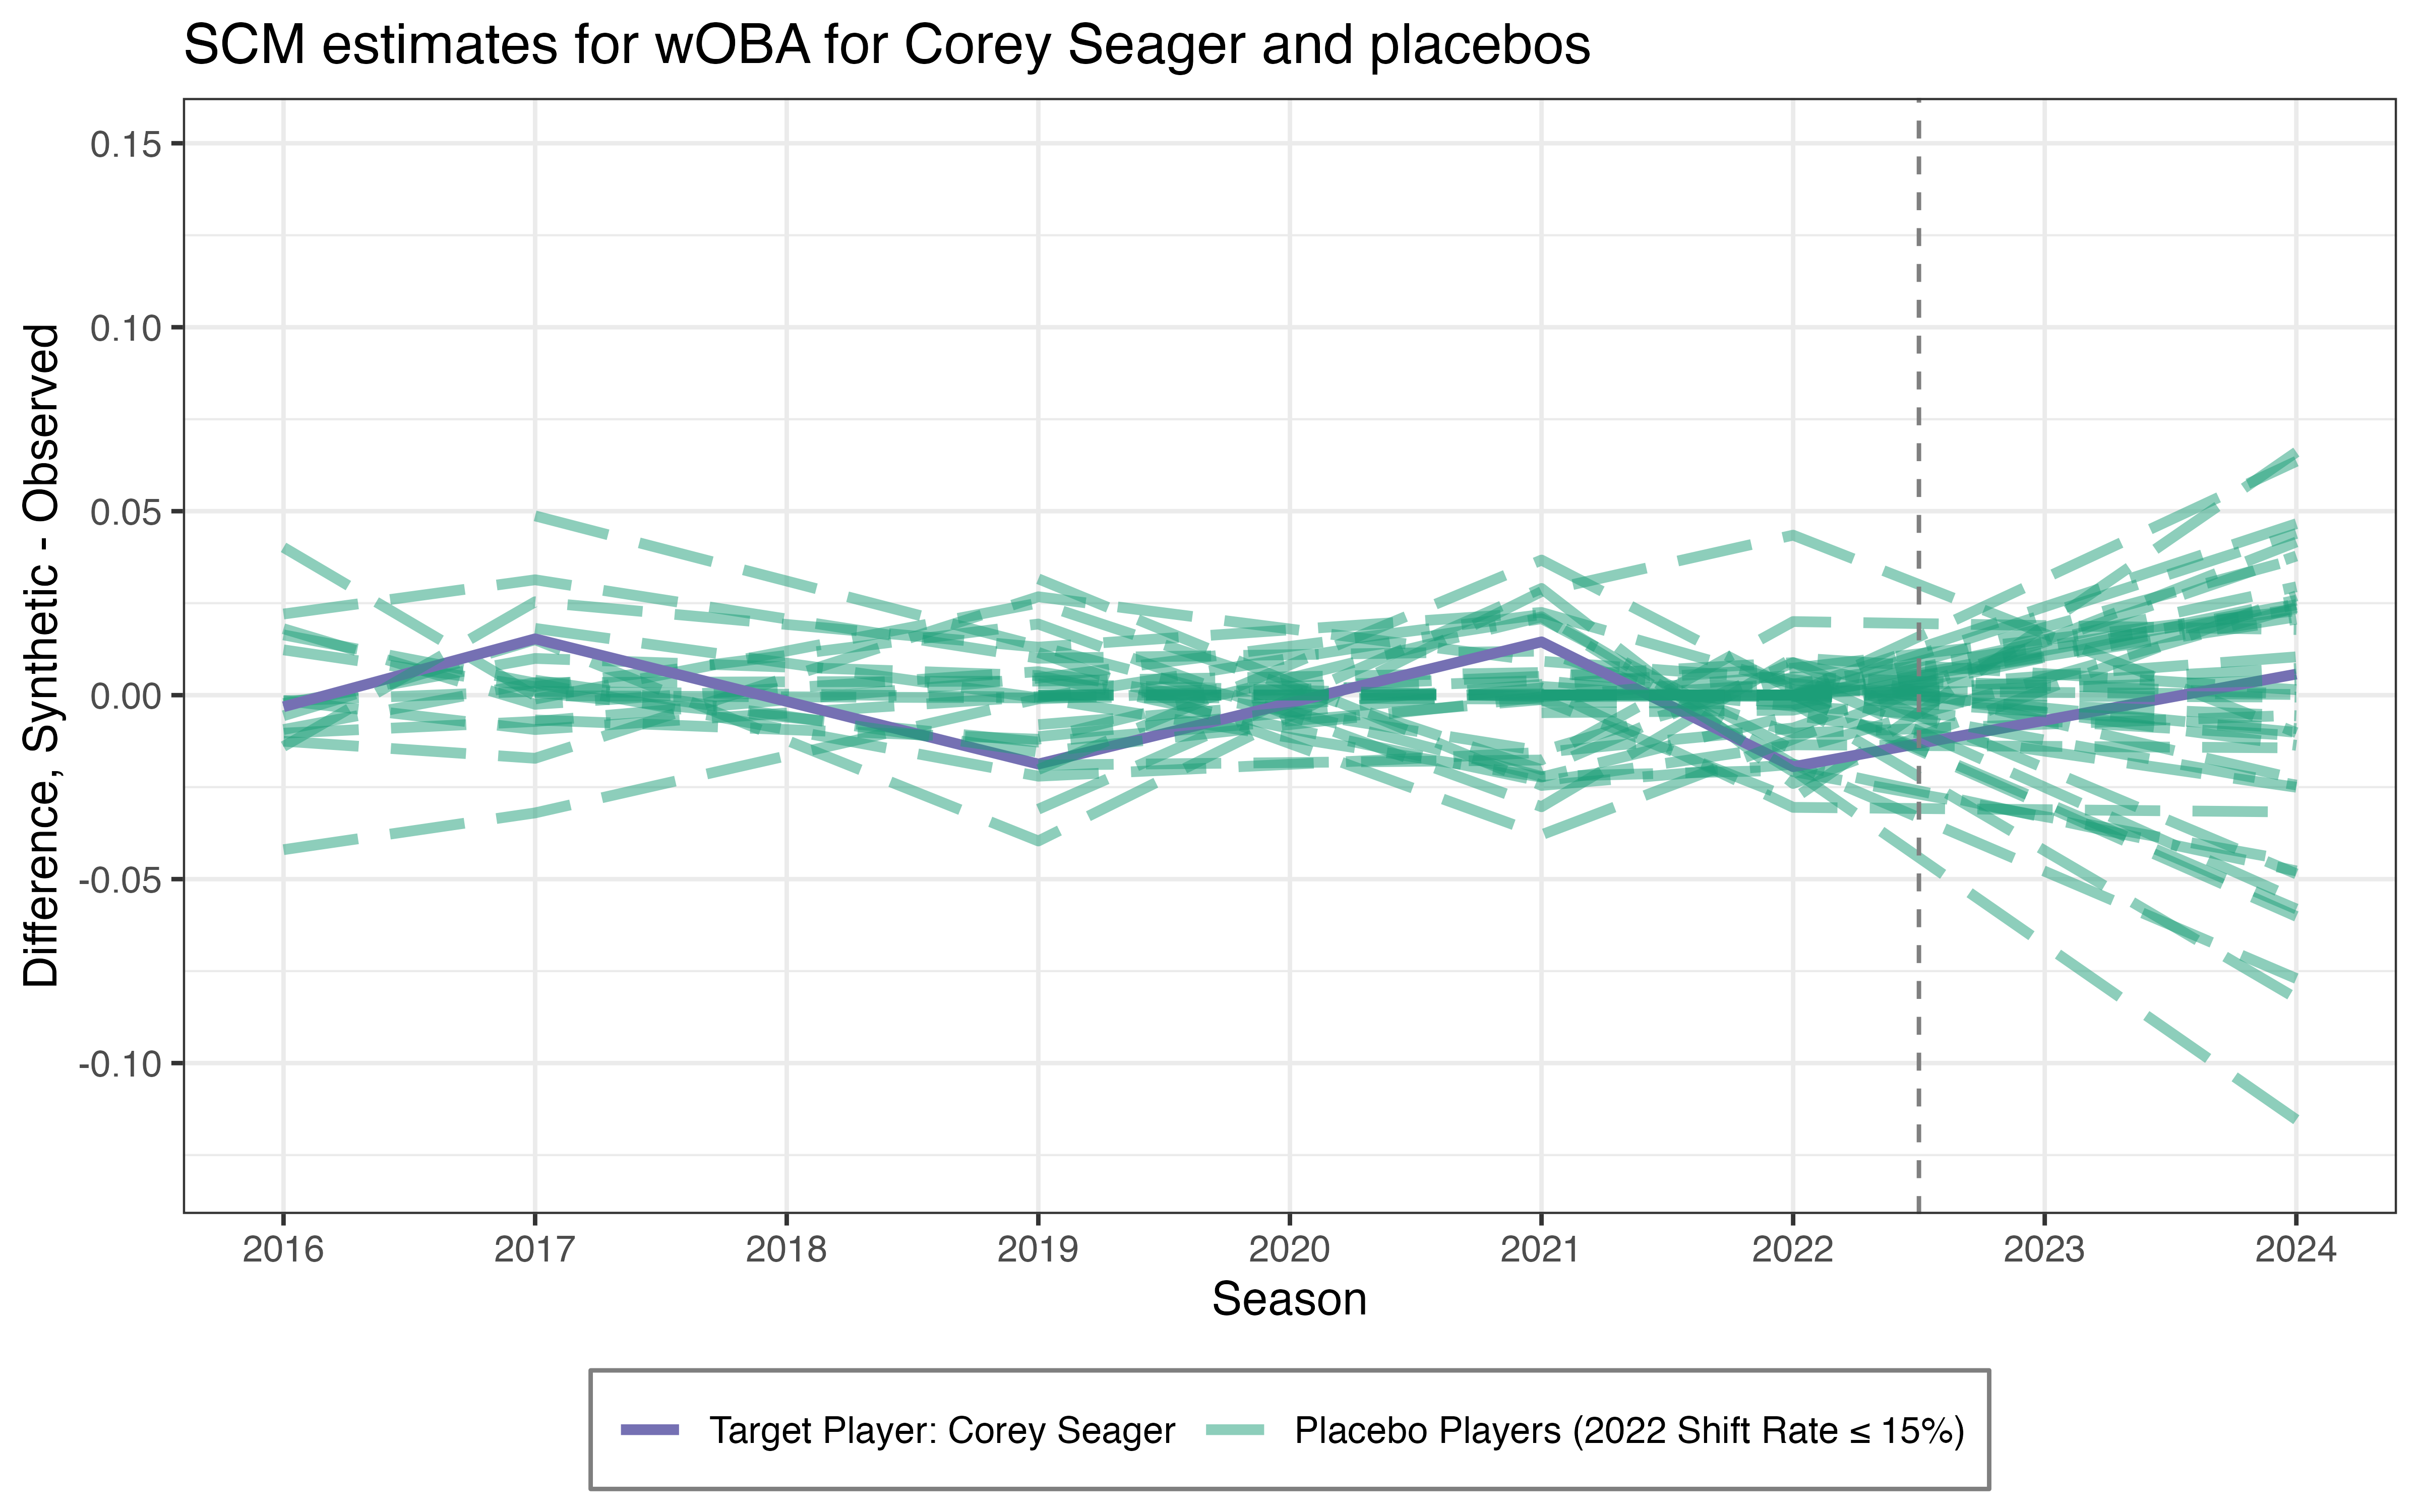 SCM estimates for wOBA for Corey Seager and placebos
Difference, Synthetic - Observed
0.15
0.10
0.05
0.00
-0.05
-0.10
2016 2017 2018 2019 2020 2021 2022 2023 2024
Season
Target Player: Corey Seager Placebo Players (2022 Shift Rate ≤ 15%)